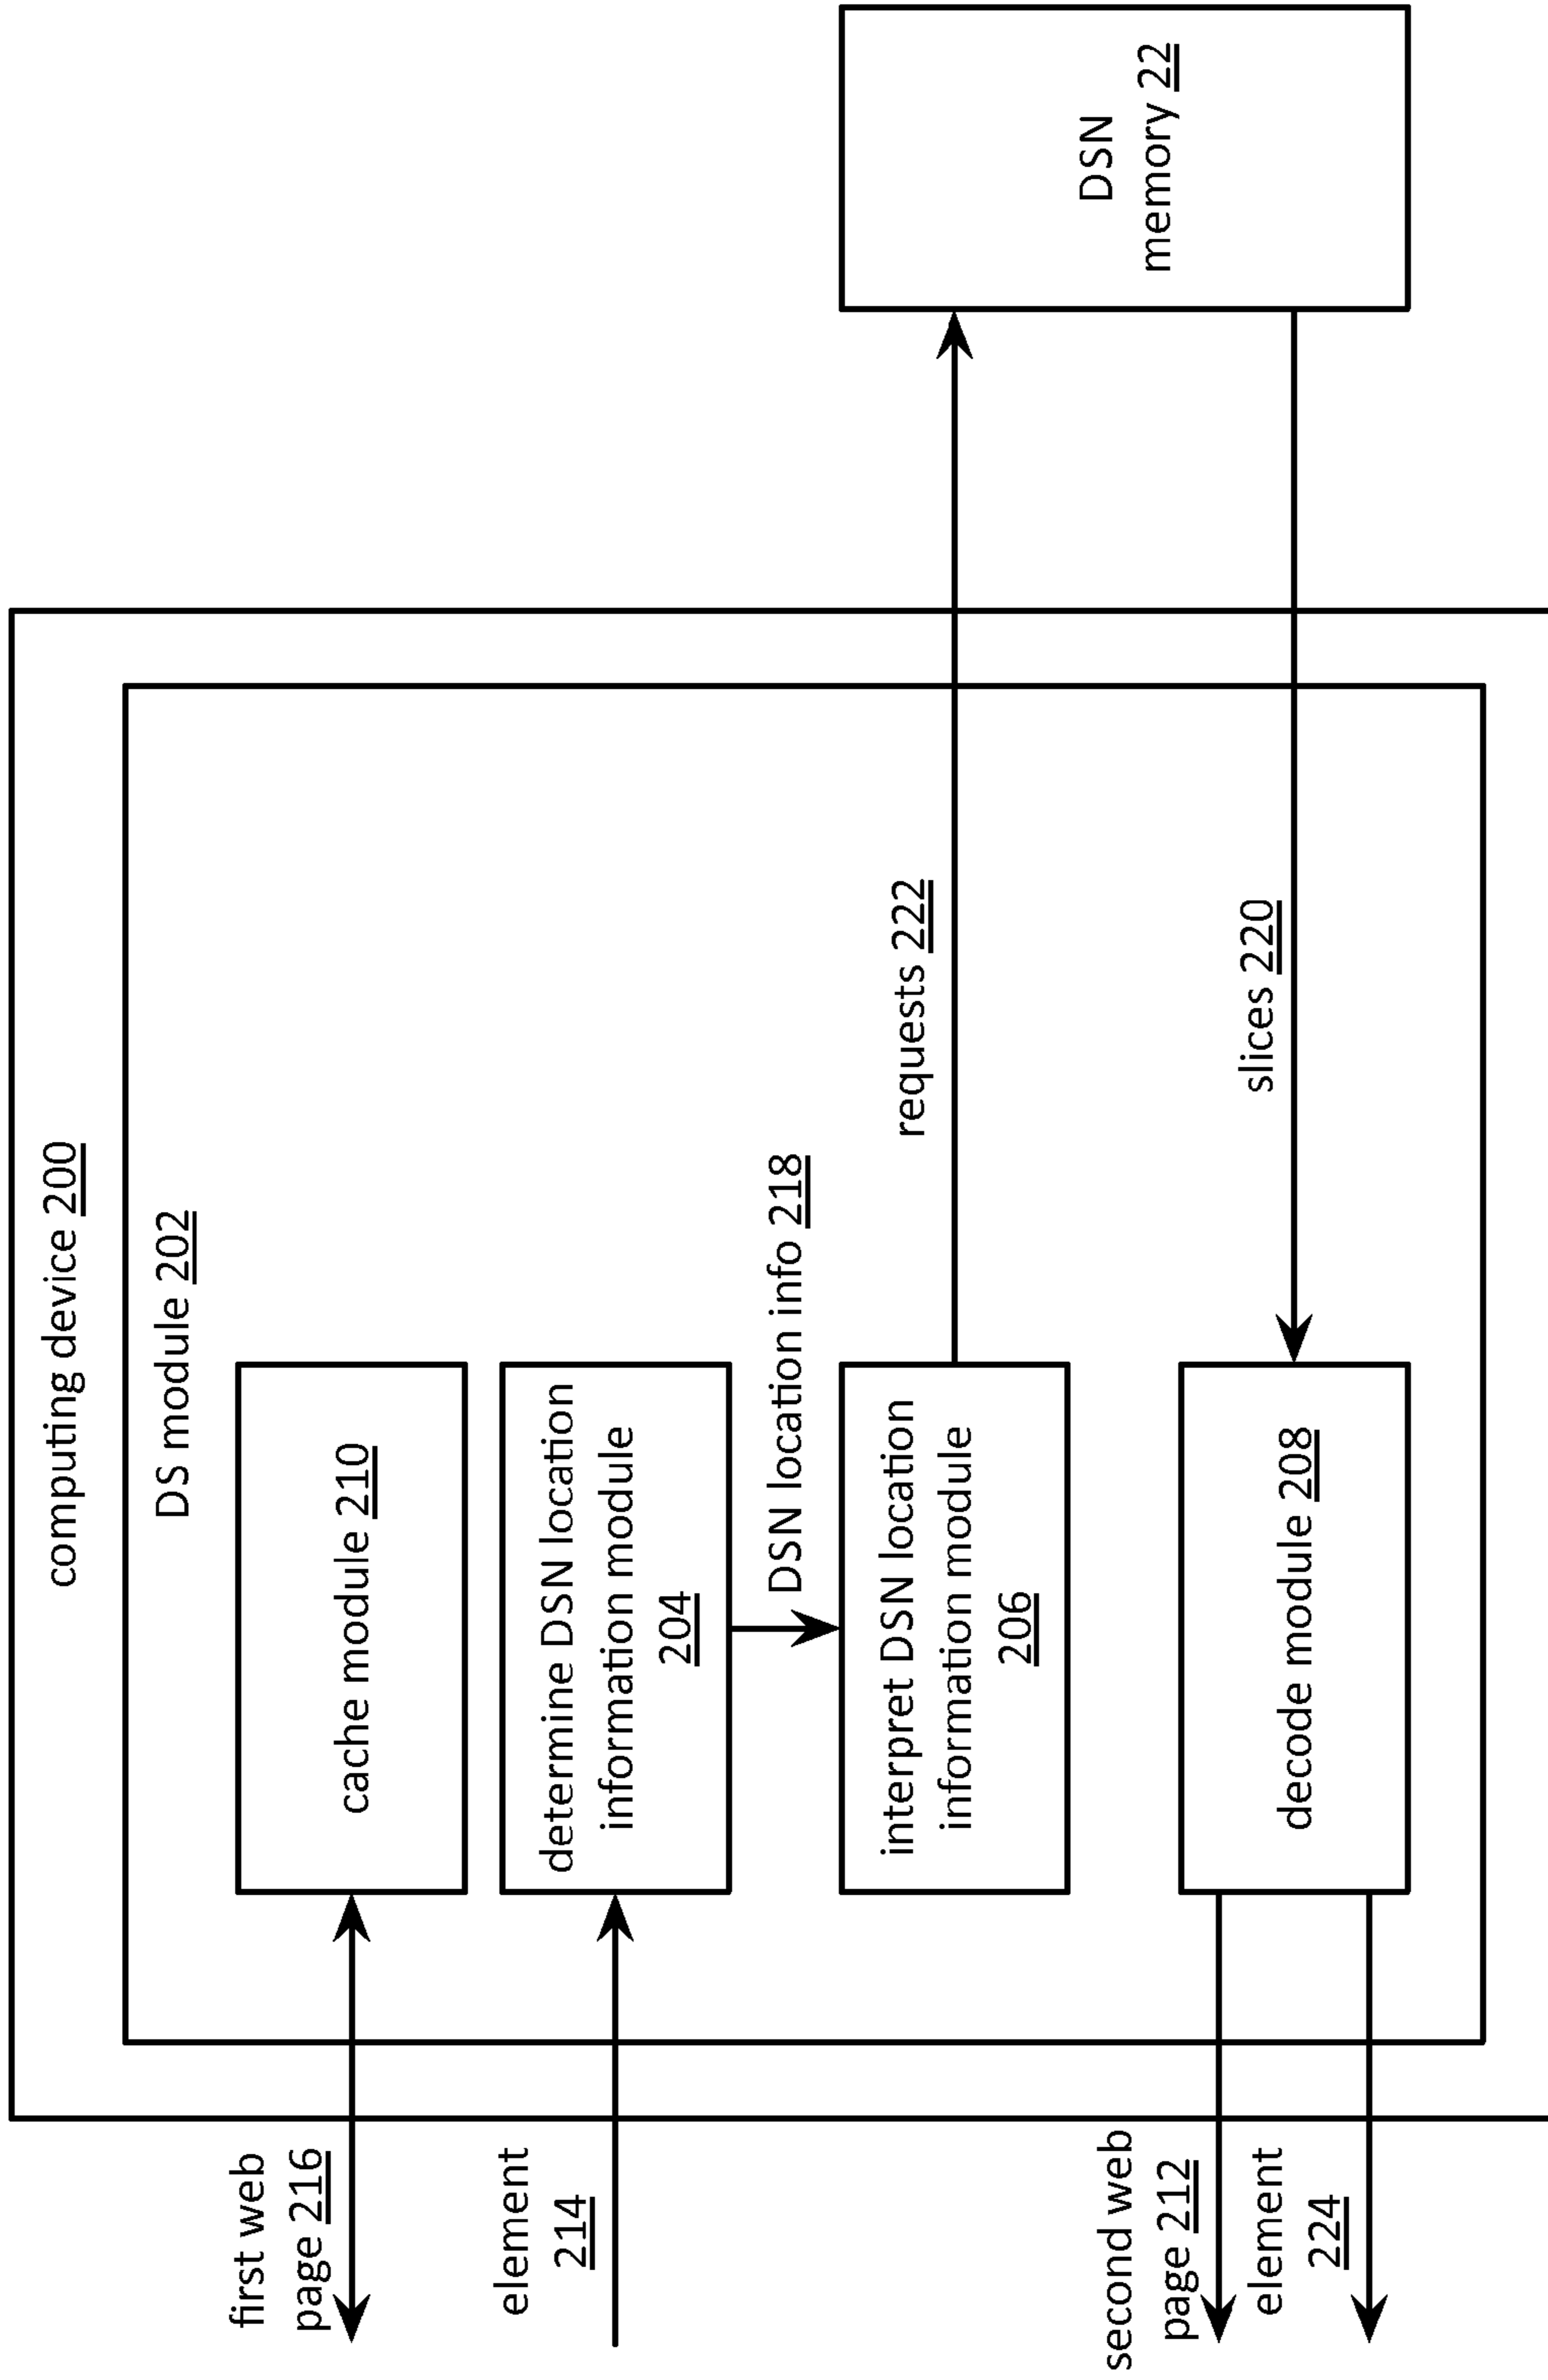 computing device 200
DS module 202
first web
page 216
cache module 210
element
214
determine DSN location
information module
204
DSN location info 218
interpret DSN location
information module
206
requests 222
DSN
memory 22
slices 220
second web
page 212
element
224
decode module 208